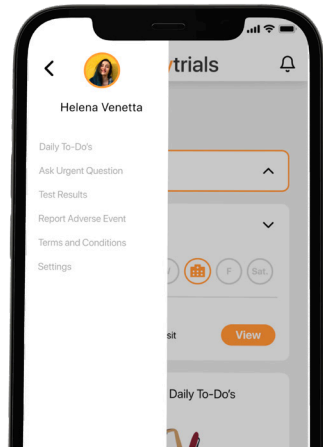 trials
Helena Venetta
Daily To-Do's
Ask Urgent Question
Test Results
Report Adverse Event
Terms and Conditions
Settings
F
Sat.
sit
View
Daily To-Do's